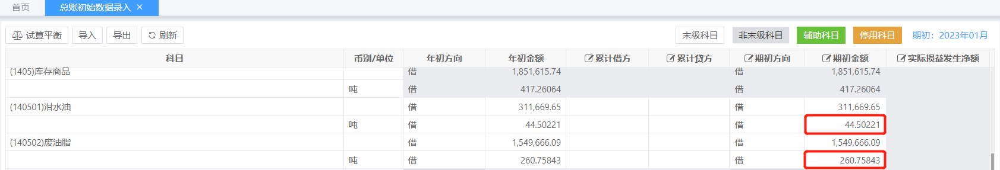 首页 总账初始数据录入 ×
试算平衡 导入 导出 刷新 末级科目 非末级科目 辅助科目 停用科目 期初：2023年01月
科目 币别/单位 年初方向 年初金额 累计借方 累计贷方 期初方向 期初金额 实际损益发生净额
(1405)库存商品 借 1,851,615.74 借 1,851,615.74
吨 借 417.26064 借 417.26064
(140501)泔水油 借 311,669.65 借 311,669.65
吨 借 44.50221 借 44.50221
(140502)废油脂 借 1,549,666.09 借 1,549,666.09
吨 借 260.75843 借 260.75843